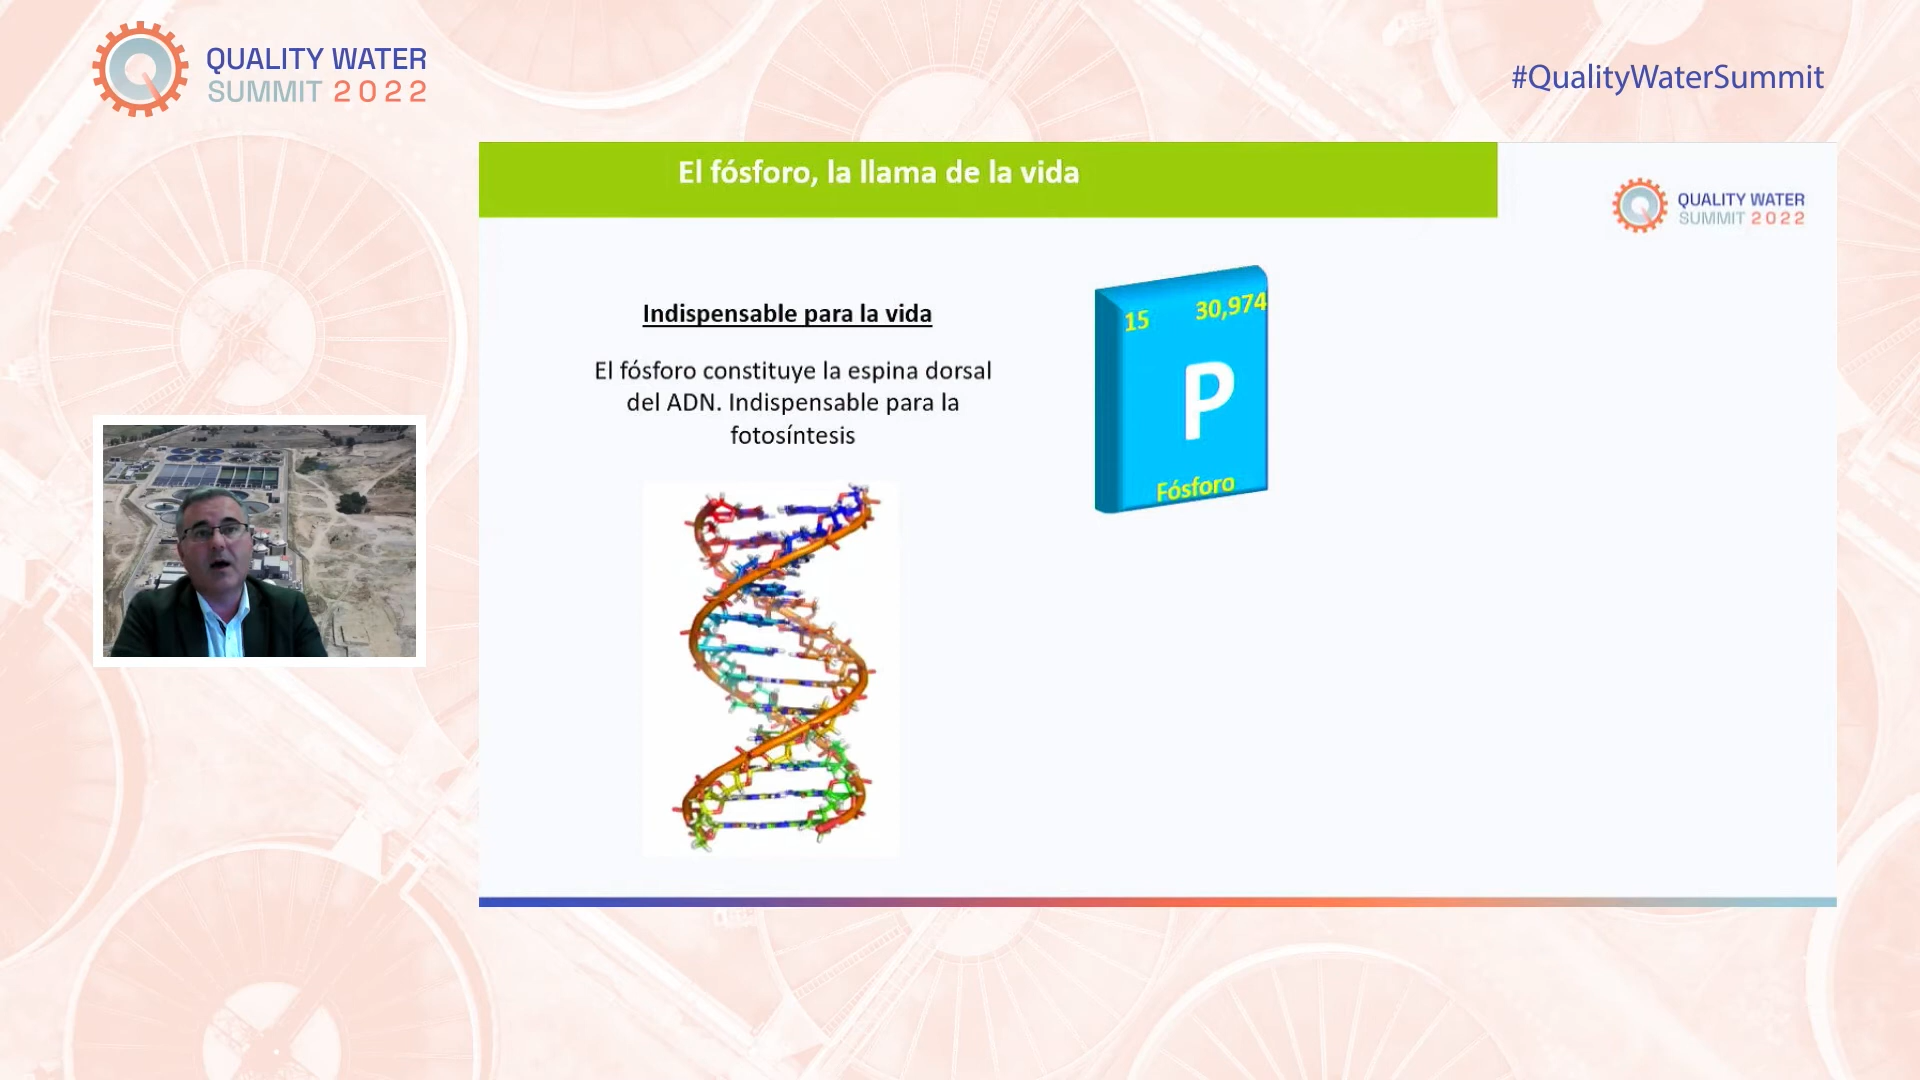 QUALITY WATER
SUMMIT 2022
#QualityWaterSummit
El fósforo, la llama de la vida
QUALITY WATER
SUMMIT 2022
Indispensable para la vida
El fósforo constituye la espina dorsal
del ADN. Indispensable para la
fotosíntesis
15 30,974
P
Fósforo